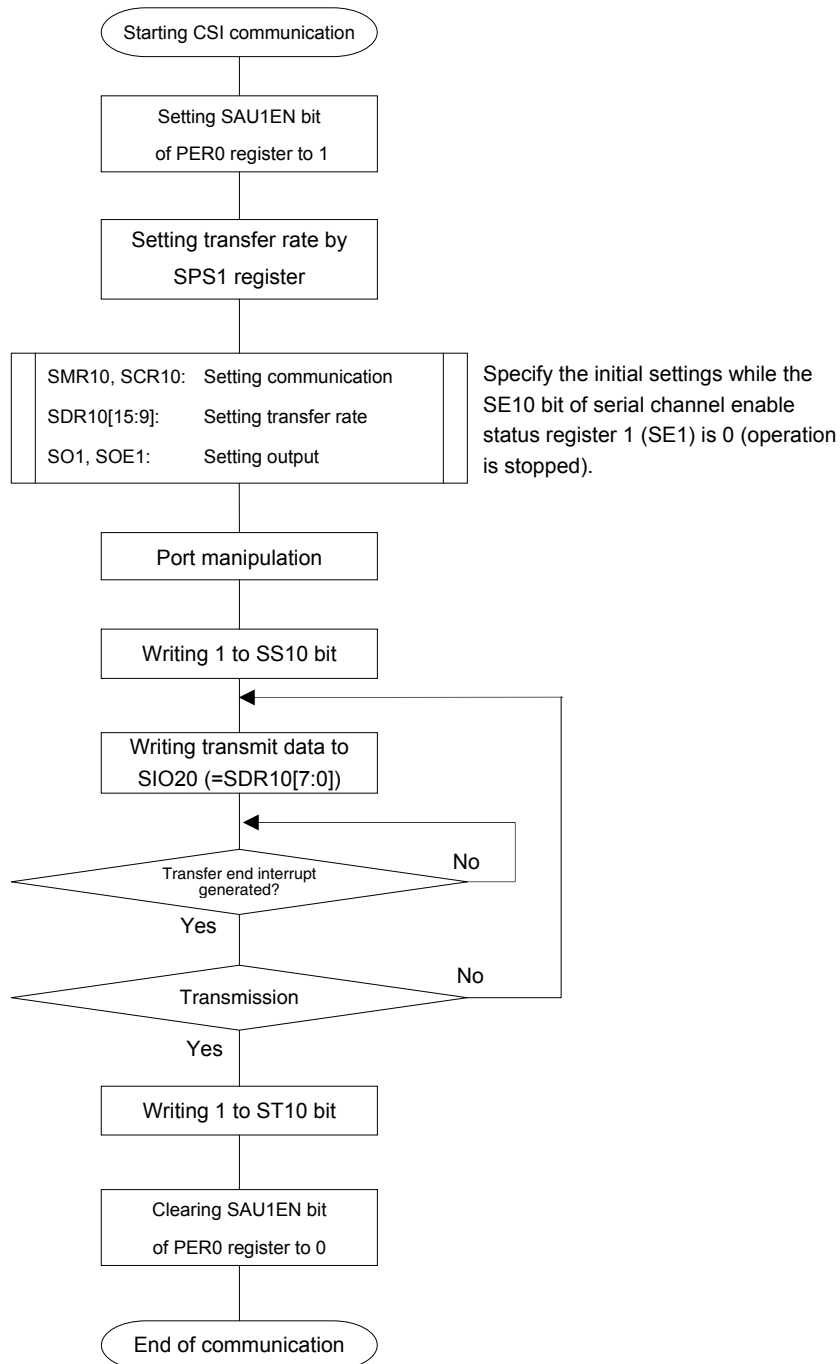 Starting CSI communication
Setting SAU1EN bit
of PER0 register to 1
Setting transfer rate by
SPS1 register
SMR10, SCR10: Setting communication
SDR10[15:9]: Setting transfer rate
SO1, SOE1: Setting output
Specify the initial settings while the
SE10 bit of serial channel enable
status register 1 (SE1) is 0 (operation
is stopped).
Port manipulation
Writing 1 to SS10 bit
Writing transmit data to
SIO20 (=SDR10[7:0])
Transfer end interrupt
generated?
No
Yes
Transmission
No
Yes
Writing 1 to ST10 bit
Clearing SAU1EN bit
of PER0 register to 0
End of communication